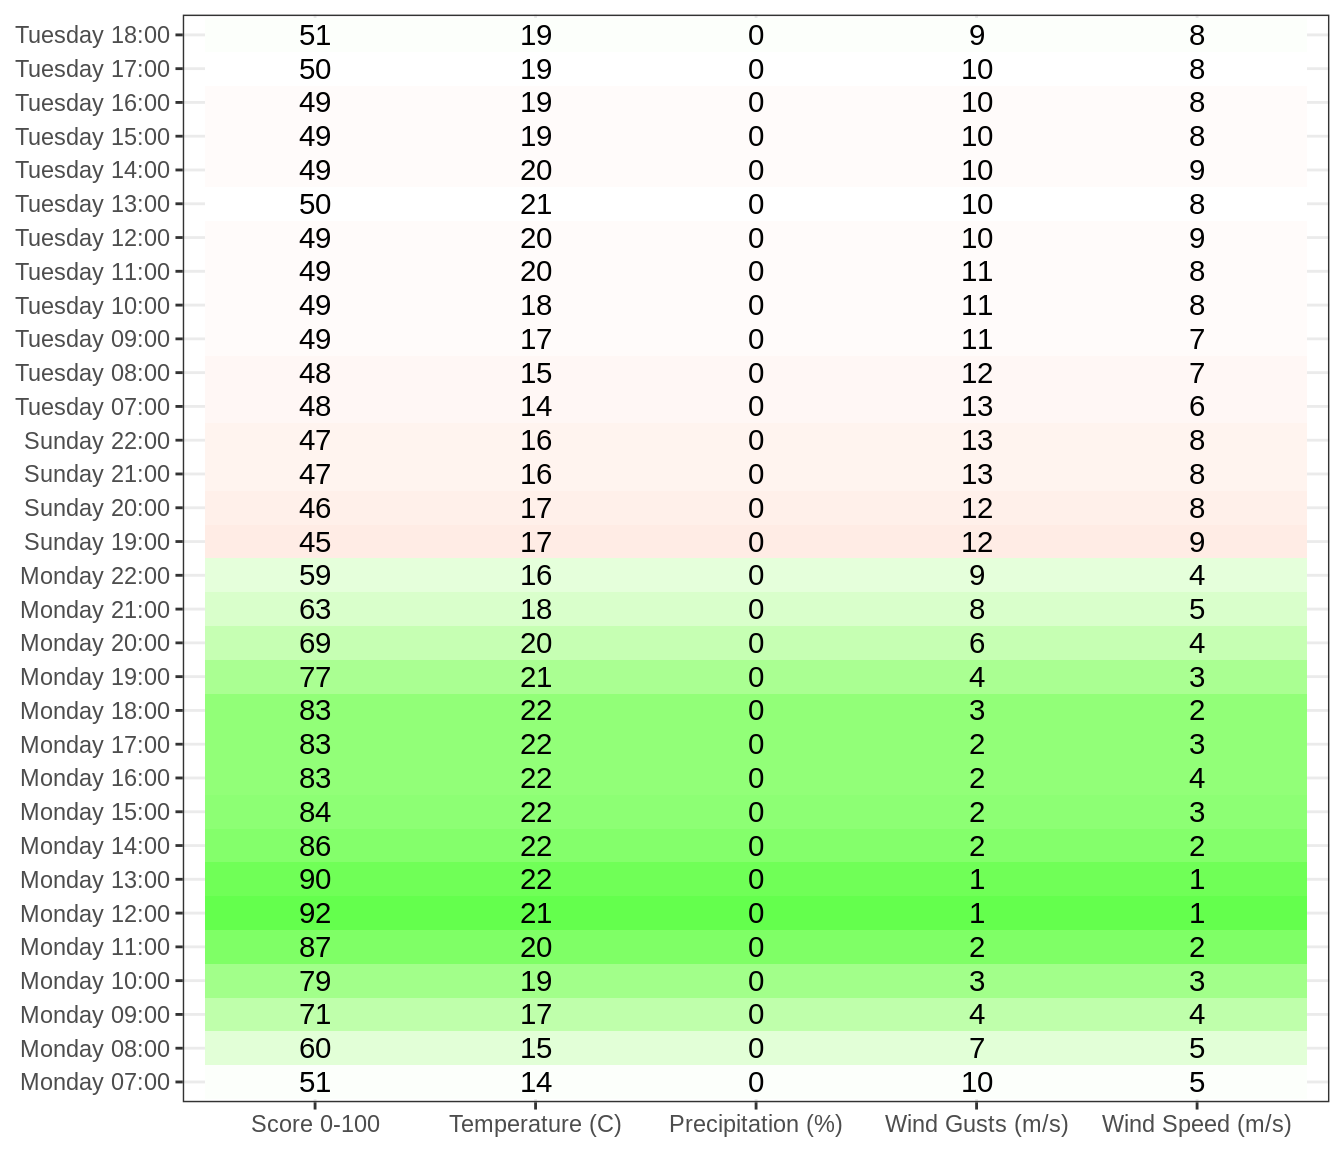 Tuesday 18:00 51 19 0 9 8
Tuesday 17:00 50 19 0 10 8
Tuesday 16:00 49 19 0 10 8
Tuesday 15:00 49 19 0 10 8
Tuesday 14:00 49 20 0 10 9
Tuesday 13:00 50 21 0 10 8
Tuesday 12:00 49 20 0 10 9
Tuesday 11:00 49 20 0 11 8
Tuesday 10:00 49 18 0 11 8
Tuesday 09:00 49 17 0 11 7
Tuesday 08:00 48 15 0 12 7
Tuesday 07:00 48 14 0 13 6
Sunday 22:00 47 16 0 13 8
Sunday 21:00 47 16 0 13 8
Sunday 20:00 46 17 0 12 8
Sunday 19:00 45 17 0 12 9
Monday 22:00 59 16 0 9 4
Monday 21:00 63 18 0 8 5
Monday 20:00 69 20 0 6 4
Monday 19:00 77 21 0 4 3
Monday 18:00 83 22 0 3 2
Monday 17:00 83 22 0 2 3
Monday 16:00 83 22 0 2 4
Monday 15:00 84 22 0 2 3
Monday 14:00 86 22 0 2 2
Monday 13:00 90 22 0 1 1
Monday 12:00 92 21 0 1 1
Monday 11:00 87 20 0 2 2
Monday 10:00 79 19 0 3 3
Monday 09:00 71 17 0 4 4
Monday 08:00 60 15 0 7 5
Monday 07:00 51 14 0 10 5
Score 0-100 Temperature (C) Precipitation (%) Wind Gusts (m/s) Wind Speed (m/s)